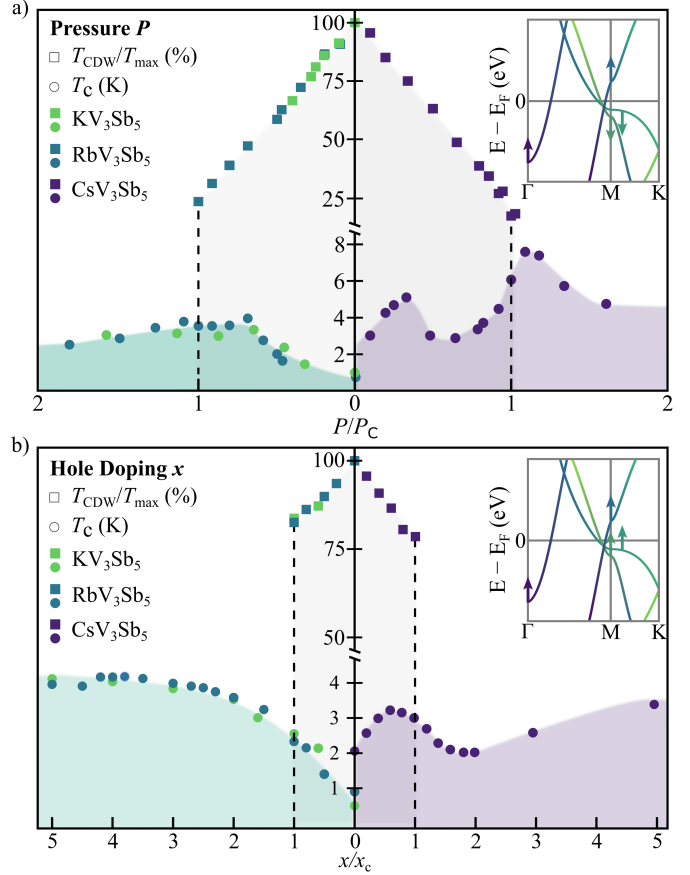 a)
Pressure P
T_CDW/T_max (%)
T_C (K)
KV₃Sb₅
RbV₃Sb₅
CsV₃Sb₅
100
75
50
25
8
6
4
2
E − E_F (eV)
0
Γ M K
2 1 0 1 2
P/P_C
b)
Hole Doping x
T_CDW/T_max (%)
T_C (K)
KV₃Sb₅
RbV₃Sb₅
CsV₃Sb₅
100
75
50
4
3
2
1
E − E_F (eV)
0
Γ M K
5 4 3 2 1 0 1 2 3 4 5
x/x_c